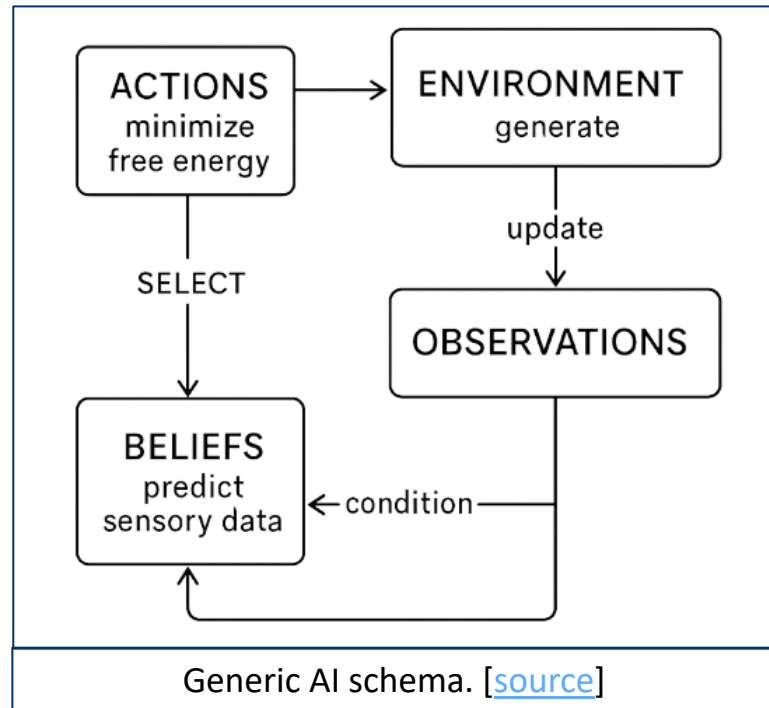 ACTIONS
minimize
free energy
ENVIRONMENT
generate
update
SELECT
OBSERVATIONS
BELIEFS
predict
sensory data
condition
Generic AI schema. [source]